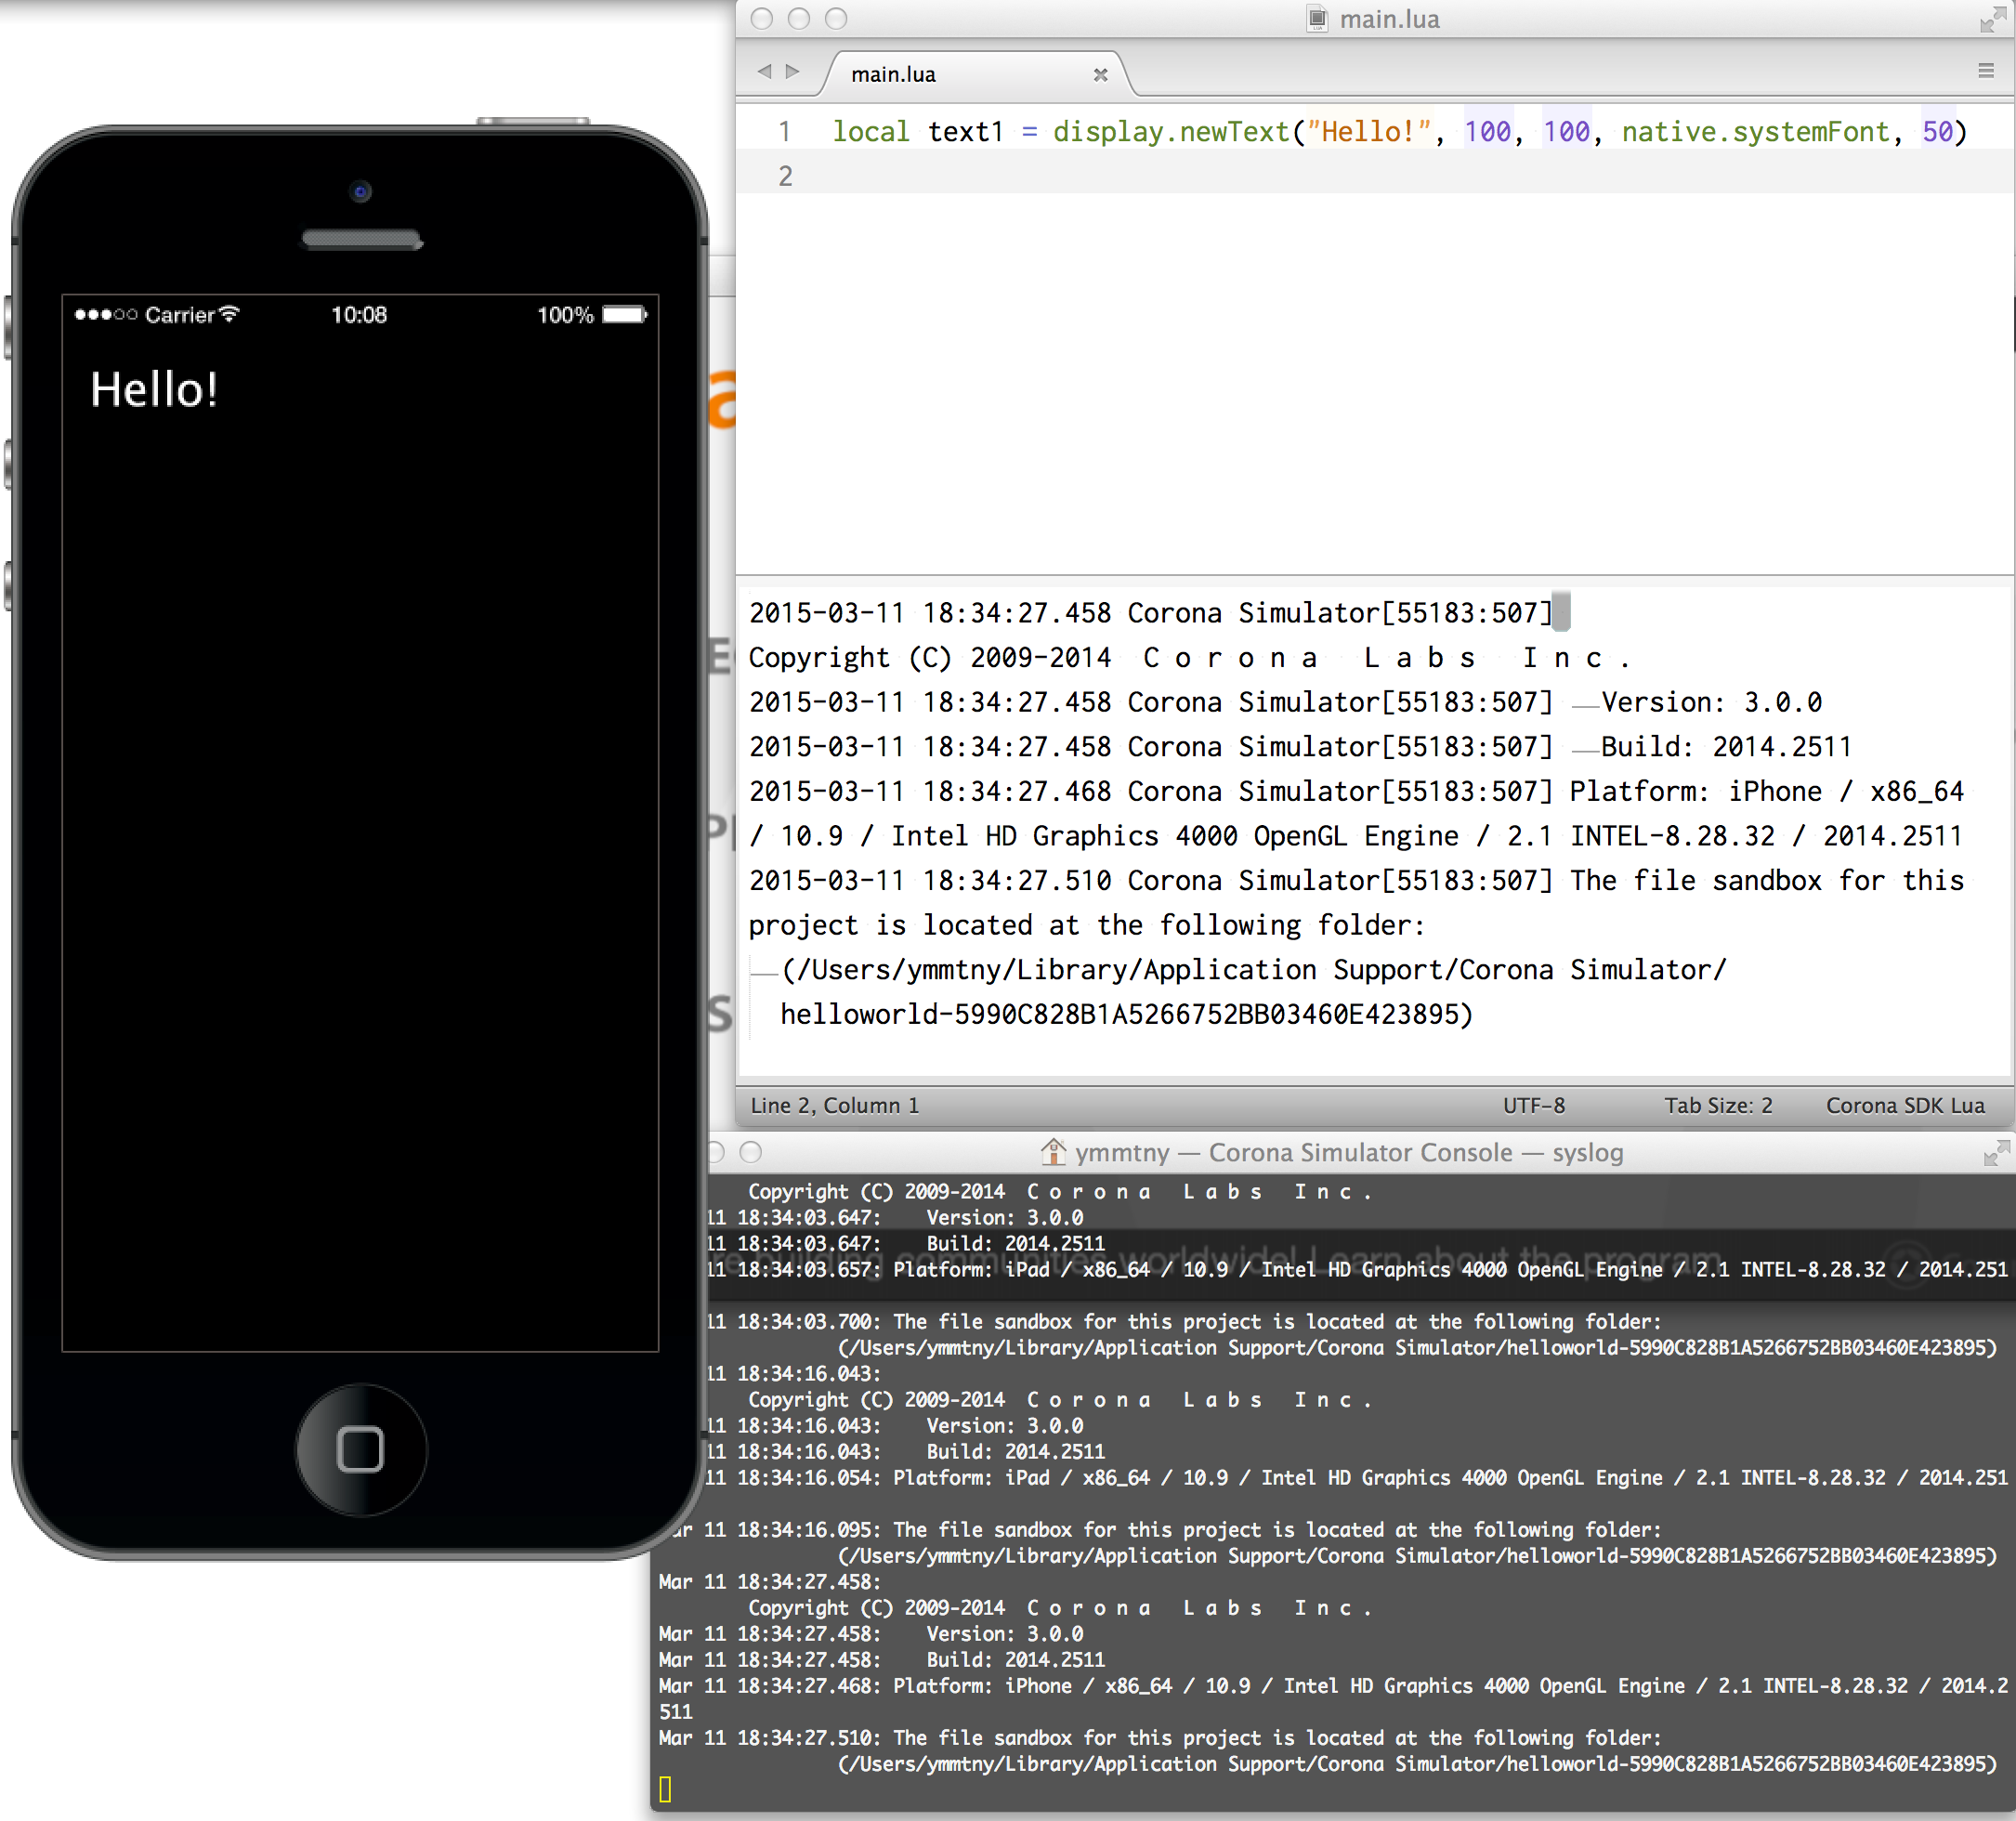 Carrier 10:08 100%
Hello!
main.lua
main.lua
1 local text1 = display.newText("Hello!", 100, 100, native.systemFont, 50)
2
2015-03-11 18:34:27.458 Corona Simulator[55183:507]
Copyright (C) 2009-2014 C o r o n a L a b s I n c .
2015-03-11 18:34:27.458 Corona Simulator[55183:507] Version: 3.0.0
2015-03-11 18:34:27.458 Corona Simulator[55183:507] Build: 2014.2511
2015-03-11 18:34:27.468 Corona Simulator[55183:507] Platform: iPhone / x86_64
/ 10.9 / Intel HD Graphics 4000 OpenGL Engine / 2.1 INTEL-8.28.32 / 2014.2511
2015-03-11 18:34:27.510 Corona Simulator[55183:507] The file sandbox for this
project is located at the following folder:
(/Users/ymmtny/Library/Application Support/Corona Simulator/
helloworld-5990C828B1A5266752BB03460E423895)
Line 2, Column 1 UTF-8 Tab Size: 2 Corona SDK Lua
ymmtny — Corona Simulator Console — syslog
Copyright (C) 2009-2014 C o r o n a L a b s I n c .
11 18:34:03.647: Version: 3.0.0
11 18:34:03.647: Build: 2014.2511
re building communities worldwide! Learn about the program
11 18:34:03.657: Platform: iPad / x86_64 / 10.9 / Intel HD Graphics 4000 OpenGL Engine / 2.1 INTEL-8.28.32 / 2014.251
11 18:34:03.700: The file sandbox for this project is located at the following folder:
(/Users/ymmtny/Library/Application Support/Corona Simulator/helloworld-5990C828B1A5266752BB03460E423895)
11 18:34:16.043:
Copyright (C) 2009-2014 C o r o n a L a b s I n c .
11 18:34:16.043: Version: 3.0.0
11 18:34:16.043: Build: 2014.2511
11 18:34:16.054: Platform: iPad / x86_64 / 10.9 / Intel HD Graphics 4000 OpenGL Engine / 2.1 INTEL-8.28.32 / 2014.251
ar 11 18:34:16.095: The file sandbox for this project is located at the following folder:
(/Users/ymmtny/Library/Application Support/Corona Simulator/helloworld-5990C828B1A5266752BB03460E423895)
Mar 11 18:34:27.458:
Copyright (C) 2009-2014 C o r o n a L a b s I n c .
Mar 11 18:34:27.458: Version: 3.0.0
Mar 11 18:34:27.458: Build: 2014.2511
Mar 11 18:34:27.468: Platform: iPhone / x86_64 / 10.9 / Intel HD Graphics 4000 OpenGL Engine / 2.1 INTEL-8.28.32 / 2014.2
511
Mar 11 18:34:27.510: The file sandbox for this project is located at the following folder:
(/Users/ymmtny/Library/Application Support/Corona Simulator/helloworld-5990C828B1A5266752BB03460E423895)